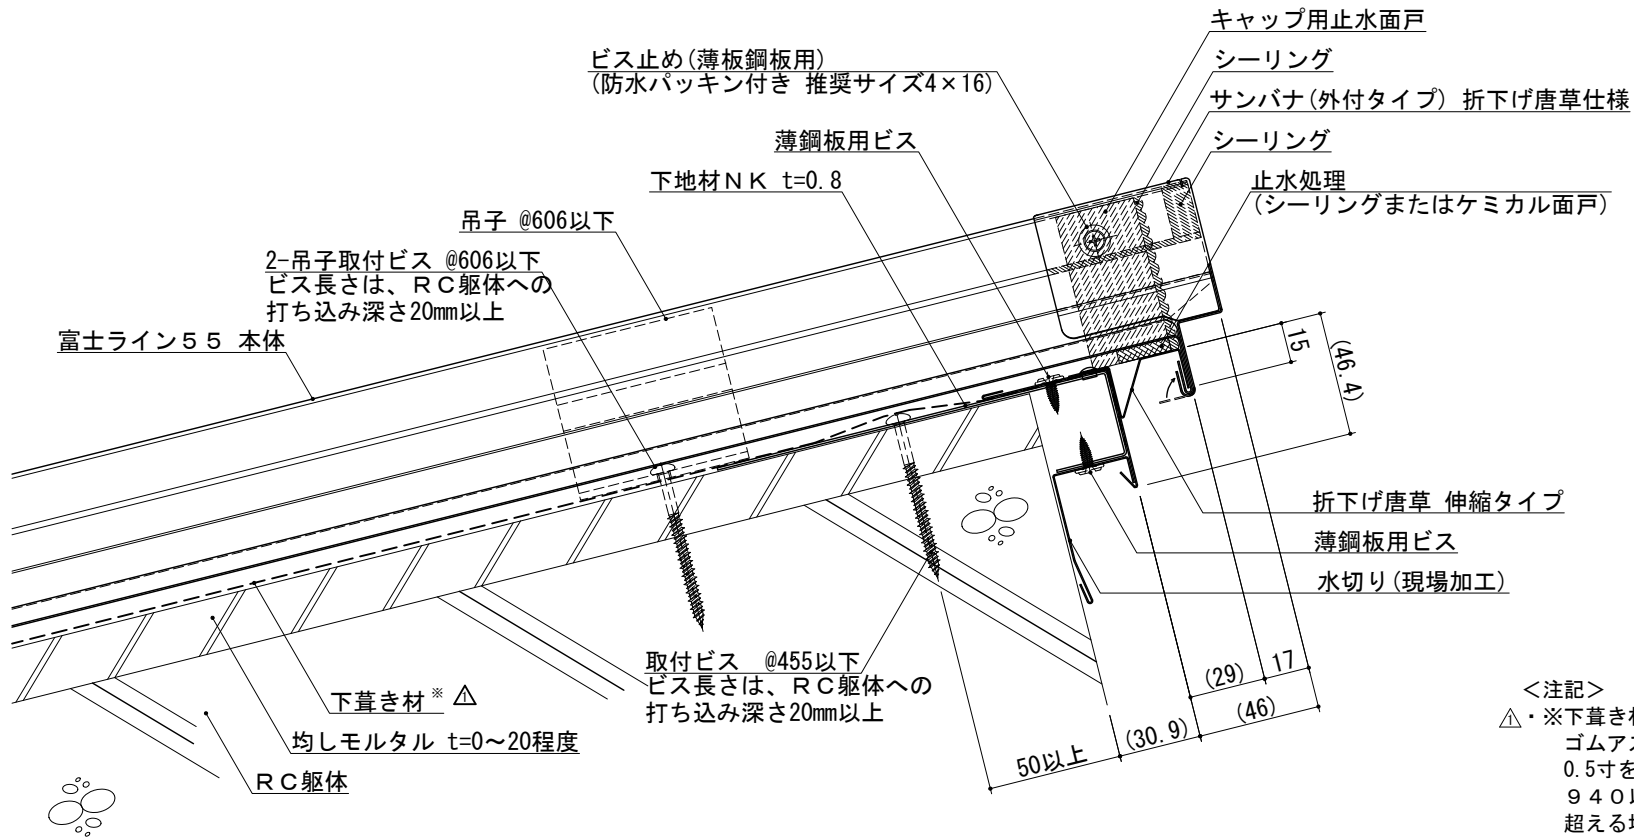 キャップ用止水面戸
ビス止め(薄板鋼板用)
(防水パッキン付き 推奨サイズ4×16)
シーリング
サンバナ(外付タイプ) 折下げ唐草仕様
薄鋼板用ビス
シーリング
下地材NK t=0.8
止水処理
(シーリングまたはケミカル面戸)
吊子 @606以下
2-吊子取付ビス @606以下
ビス長さは、RC躯体への
打ち込み深さ20mm以上
富士ライン55 本体
15
(46.4)
折下げ唐草 伸縮タイプ
薄鋼板用ビス
水切り(現場加工)
取付ビス @455以下
ビス長さは、RC躯体への
打ち込み深さ20mm以上
下葺き材※ △1
均しモルタル t=0～20程度
RC躯体
(29)
17
(30.9)
(46)
50以上
＜注記＞
△1・※下葺き材
ゴムアス
0.5寸を
940以
超える場